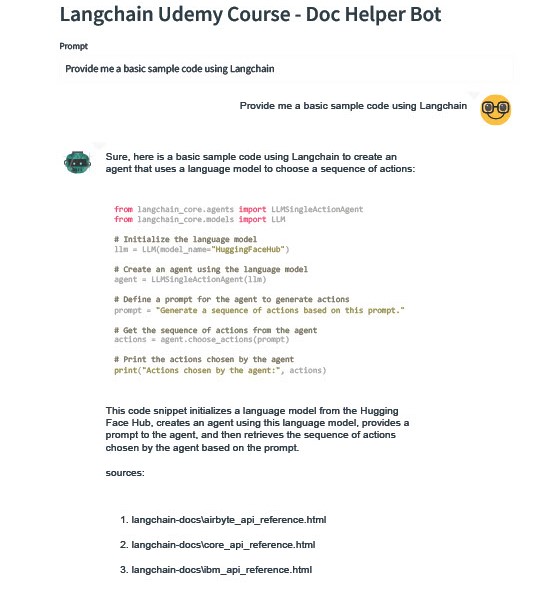 Langchain Udemy Course - Doc Helper Bot
Prompt
Provide me a basic sample code using Langchain
Provide me a basic sample code using Langchain
Sure, here is a basic sample code using Langchain to create an
agent that uses a language model to choose a sequence of actions:
from langchain_core.agents import LLMSingleActionAgent
from langchain_core.models import LLM
# Initialize the language model
llm = LLM(model_name="HuggingFaceHub")
# Create an agent using the language model
agent = LLMSingleActionAgent(llm)
# Define a prompt for the agent to generate actions
prompt = "Generate a sequence of actions based on this prompt."
# Get the sequence of actions from the agent
actions = agent.choose_actions(prompt)
# Print the actions chosen by the agent
print("Actions chosen by the agent:", actions)
This code snippet initializes a language model from the Hugging
Face Hub, creates an agent using this language model, provides a
prompt to the agent, and then retrieves the sequence of actions
chosen by the agent based on the prompt.
sources:
1. langchain-docs\airbyte_api_reference.html
2. langchain-docs\core_api_reference.html
3. langchain-docs\ibm_api_reference.html